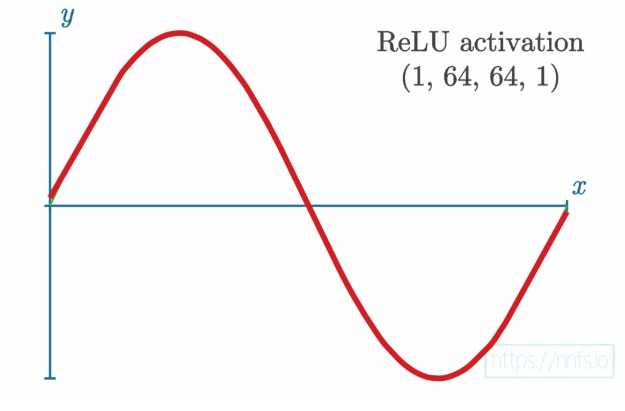 y
ReLU activation
(1, 64, 64, 1)
x
https://nnfs.io